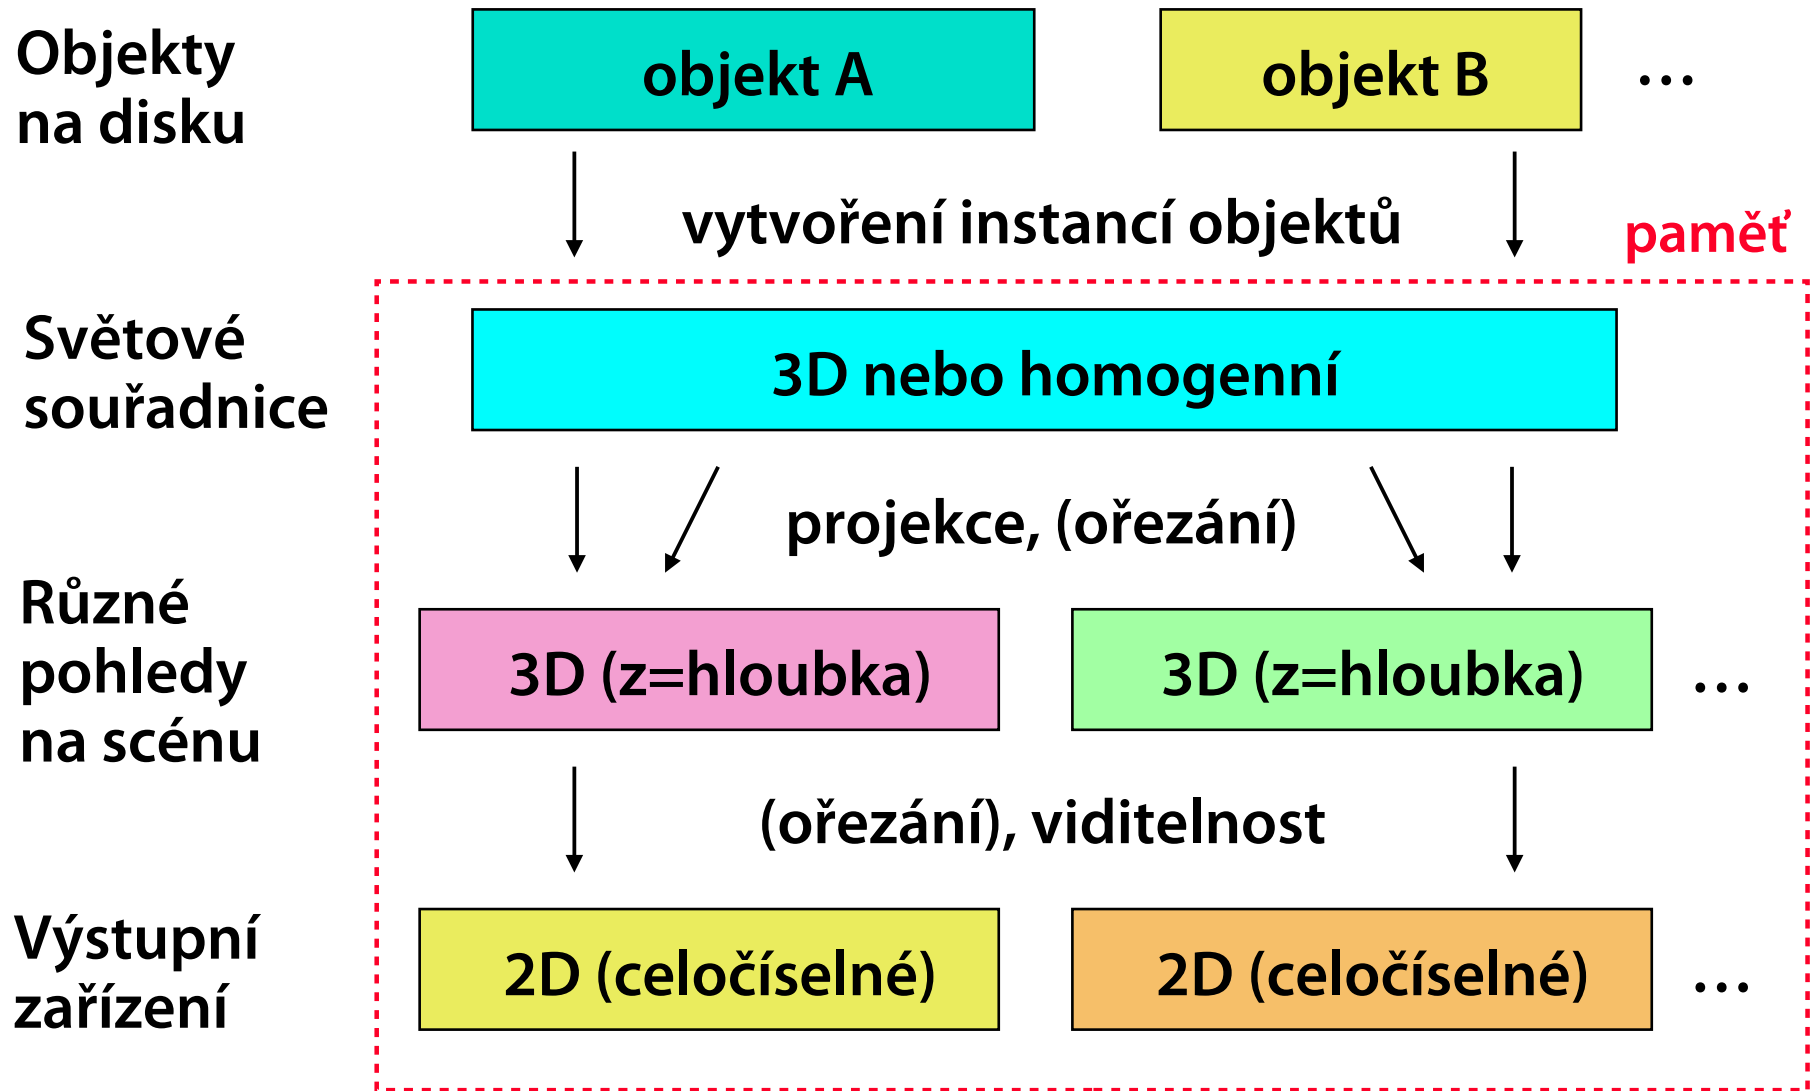 Objekty
na disku
objekt A
objekt B
...
vytvoření instancí objektů
paměť
Světové
souřadnice
3D nebo homogenní
projekce, (ořezání)
Různé
pohledy
na scénu
3D (z=hloubka)
3D (z=hloubka)
...
(ořezání), viditelnost
Výstupní
zařízení
2D (celočíselné)
2D (celočíselné)
...